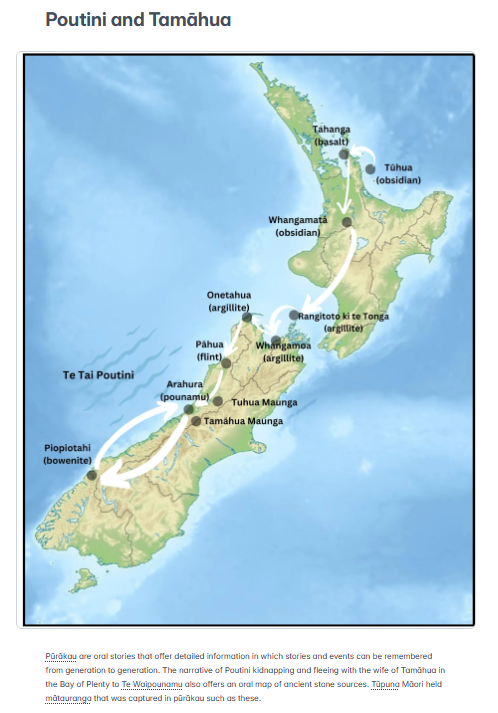 Poutini and Tamāhua
Tahanga
(basalt)
Tūhua
(obsidian)
Whangamatā
(obsidian)
Onetahua
(argillite)
Rangitoto ki te Tonga
(argillite)
Pāhua
(flint)
Whangamoa
(argillite)
Te Tai Poutini
Arahura
(pounamu)
Tuhua Maunga
Tamāhua Maunga
Piopiotahi
(bowenite)
Pūrākau are oral stories that offer detailed information in which stories and events can be remembered
from generation to generation. The narrative of Poutini kidnapping and fleeing with the wife of Tamāhua in
the Bay of Plenty to Te Waipounamu also offers an oral map of ancient stone sources. Tūpuna Māori held
mātauranga that was captured in pūrākau such as these.